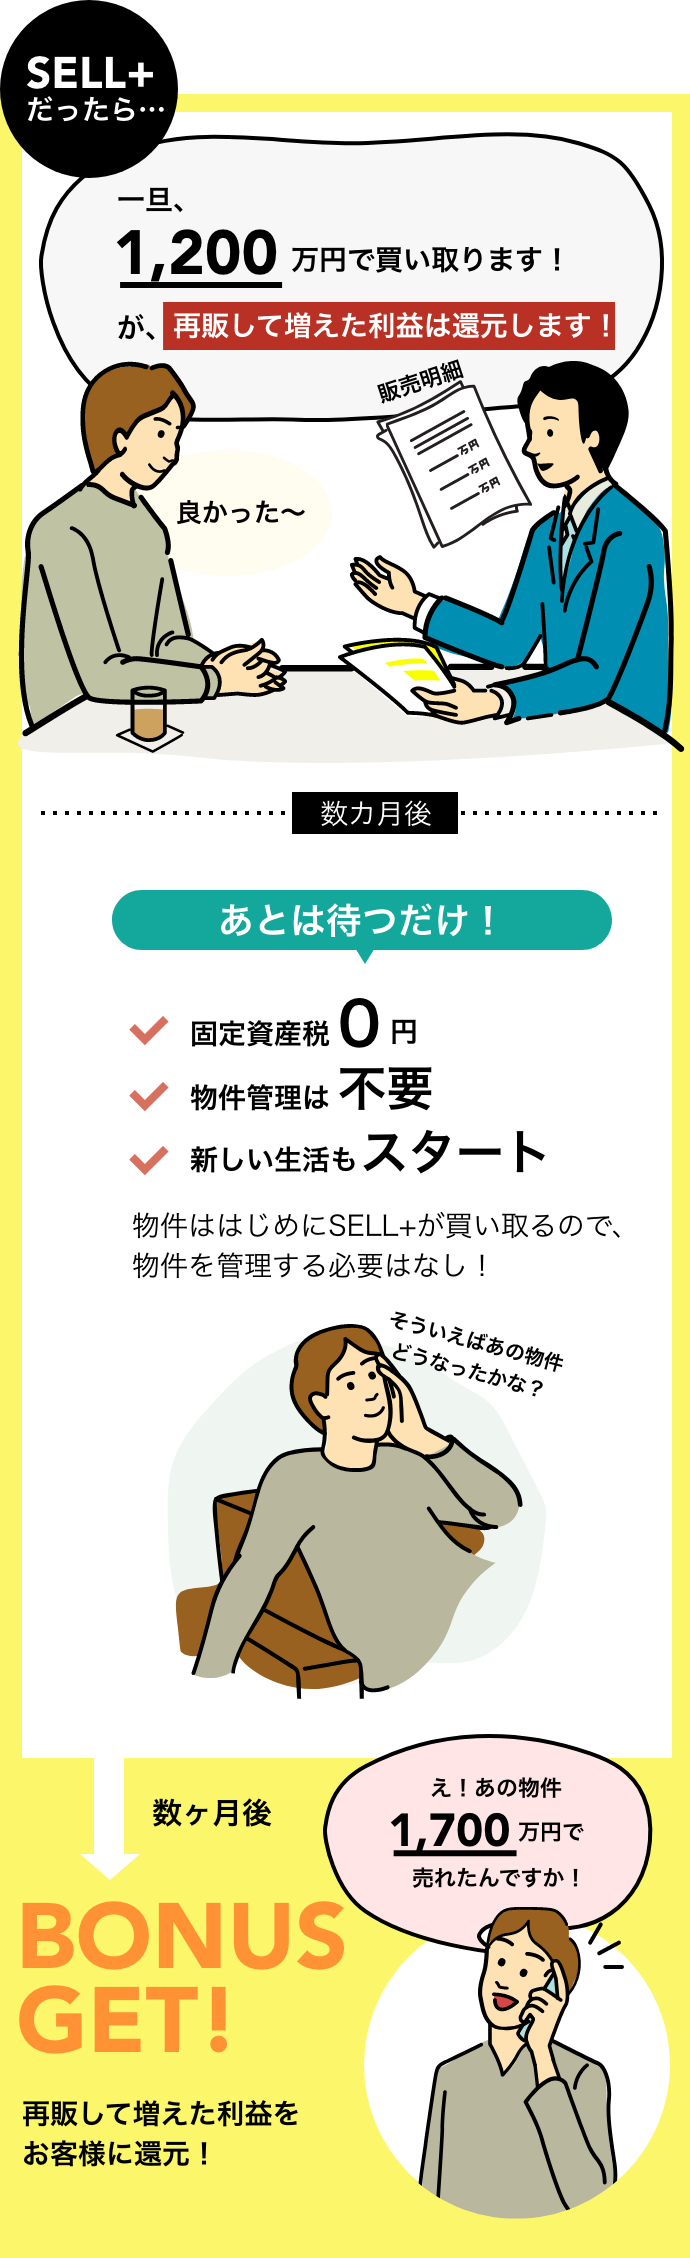 SELL+
だったら…
一旦、
1,200 万円で買い取ります！
が、再販して増えた利益は還元します！
販売明細
万円
万円
万円
良かった〜
数カ月後
あとは待つだけ！
固定資産税 0 円
物件管理は 不要
新しい生活も スタート
物件ははじめにSELL+が買い取るので、
物件を管理する必要はなし！
そういえばあの物件
どうなったかな？
数ヶ月後
え！あの物件
1,700 万円で
売れたんですか！
BONUS
GET!
再販して増えた利益を
お客様に還元！